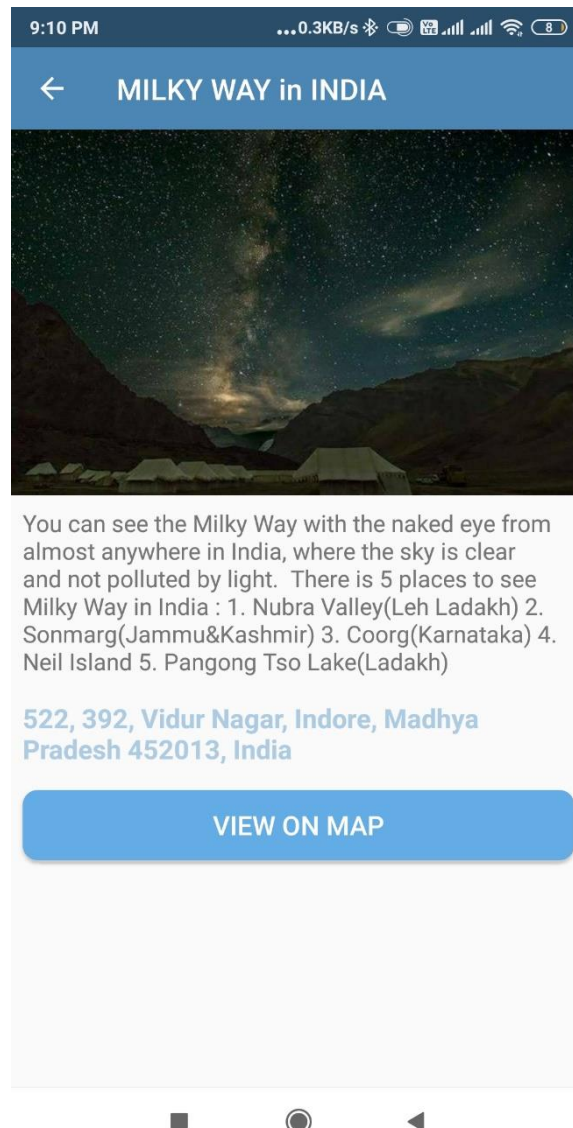 9:10 PM ...0.3KB/s Vo LTE 8
MILKY WAY in INDIA
You can see the Milky Way with the naked eye from
almost anywhere in India, where the sky is clear
and not polluted by light.  There is 5 places to see
Milky Way in India : 1. Nubra Valley(Leh Ladakh) 2.
Sonmarg(Jammu&Kashmir) 3. Coorg(Karnataka) 4.
Neil Island 5. Pangong Tso Lake(Ladakh)
522, 392, Vidur Nagar, Indore, Madhya
Pradesh 452013, India
VIEW ON MAP